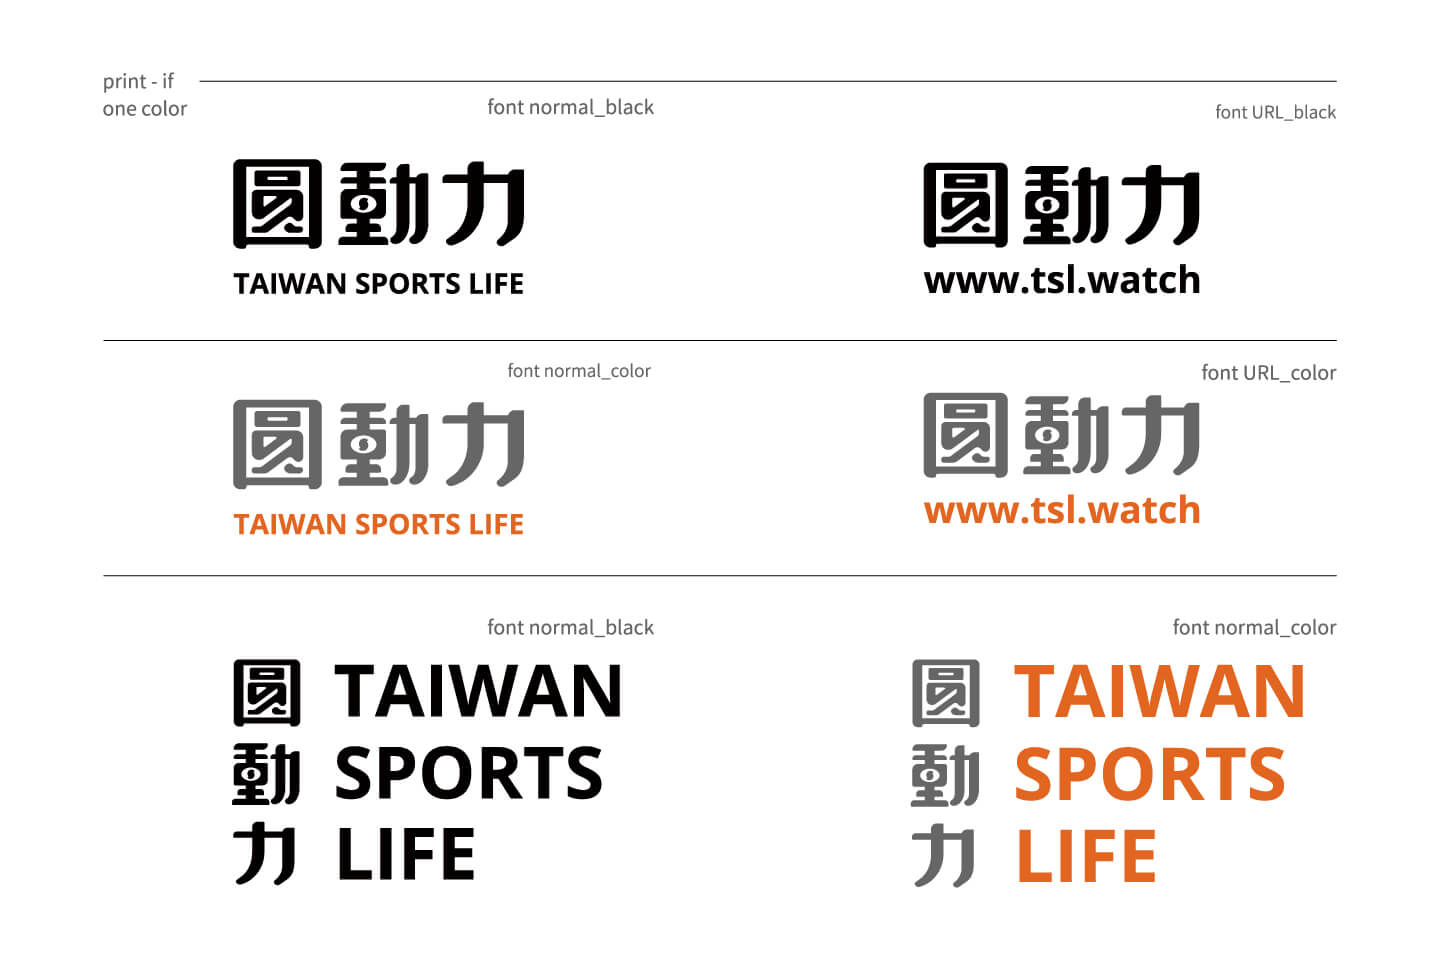 print - if
one color
font normal_black
font URL_black
圓動力
TAIWAN SPORTS LIFE
圓動力
www.tsl.watch
font normal_color
font URL_color
圓動力
TAIWAN SPORTS LIFE
圓動力
www.tsl.watch
font normal_black
font normal_color
圓 TAIWAN
動 SPORTS
力 LIFE
圓 TAIWAN
動 SPORTS
力 LIFE